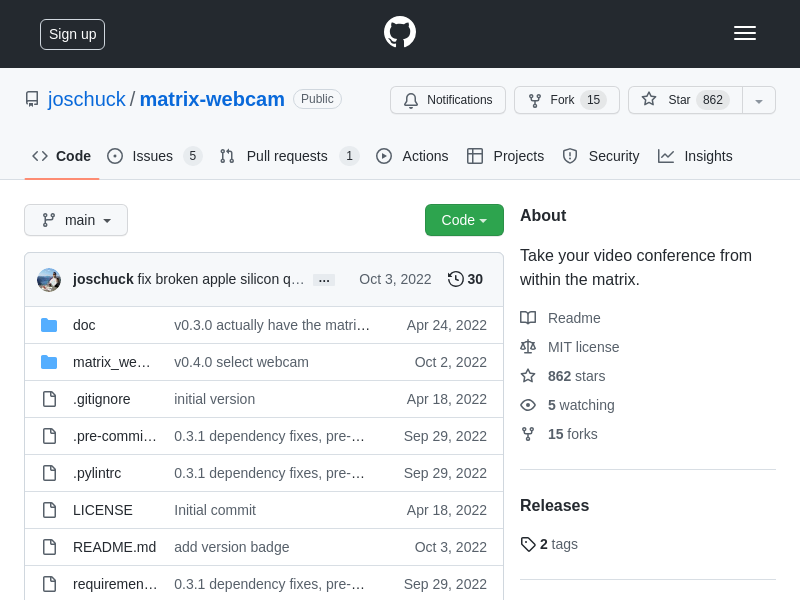 Sign up
joschuck / matrix-webcam Public
Notifications Fork 15 Star 862
Code Issues 5 Pull requests 1 Actions Projects Security Insights
main Code
About
Take your video conference from
within the matrix.
Readme
MIT license
862 stars
5 watching
15 forks
Releases
2 tags
joschuck fix broken apple silicon q… … Oct 3, 2022 30
doc v0.3.0 actually have the matri… Apr 24, 2022
matrix_we… v0.4.0 select webcam Oct 2, 2022
.gitignore initial version Apr 18, 2022
.pre-commi… 0.3.1 dependency fixes, pre-… Sep 29, 2022
.pylintrc 0.3.1 dependency fixes, pre-… Sep 29, 2022
LICENSE Initial commit Apr 18, 2022
README.md add version badge Oct 3, 2022
requiremen… 0.3.1 dependency fixes, pre-… Sep 29, 2022